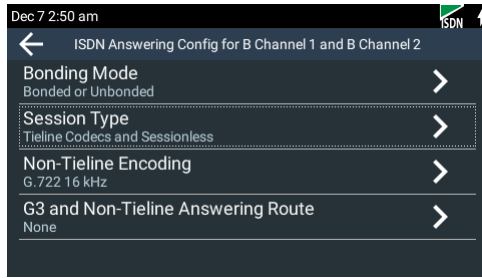 Dec 7 2:50 am
ISDN
ISDN Answering Config for B Channel 1 and B Channel 2
Bonding Mode
Bonded or Unbonded
Session Type
Tieline Codecs and Sessionless
Non-Tieline Encoding
G.722 16 kHz
G3 and Non-Tieline Answering Route
None